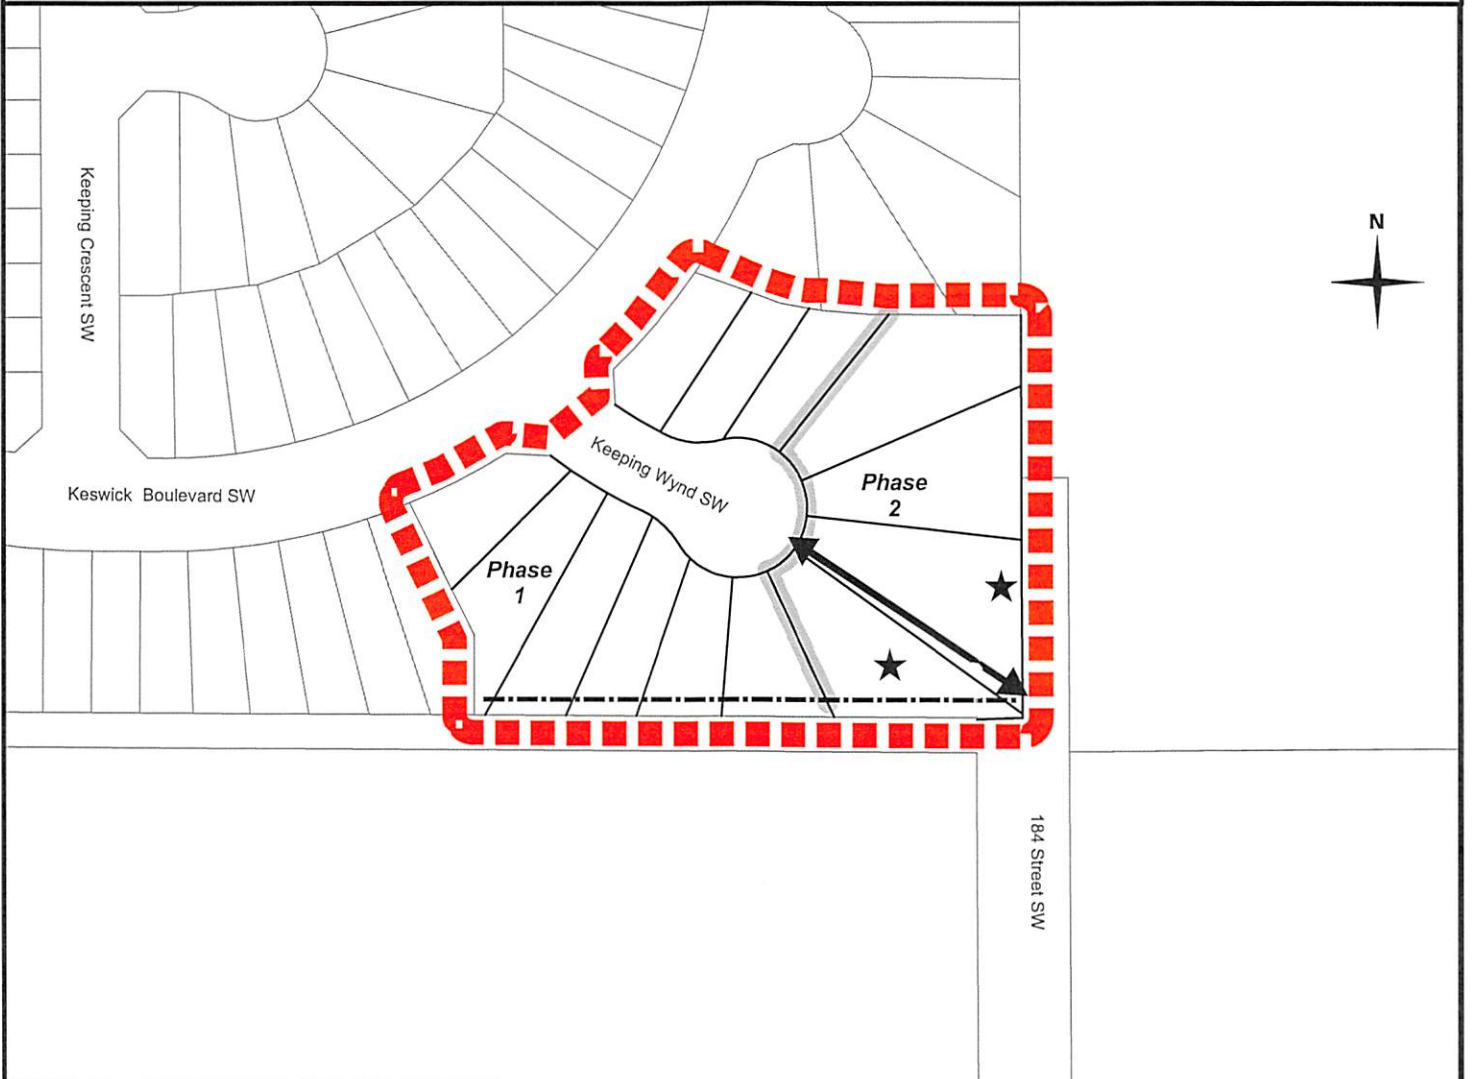 Keeping Crescent SW
N
Keeping Wynd SW
Phase
2
Keswick Boulevard SW
Phase
1
184 Street SW